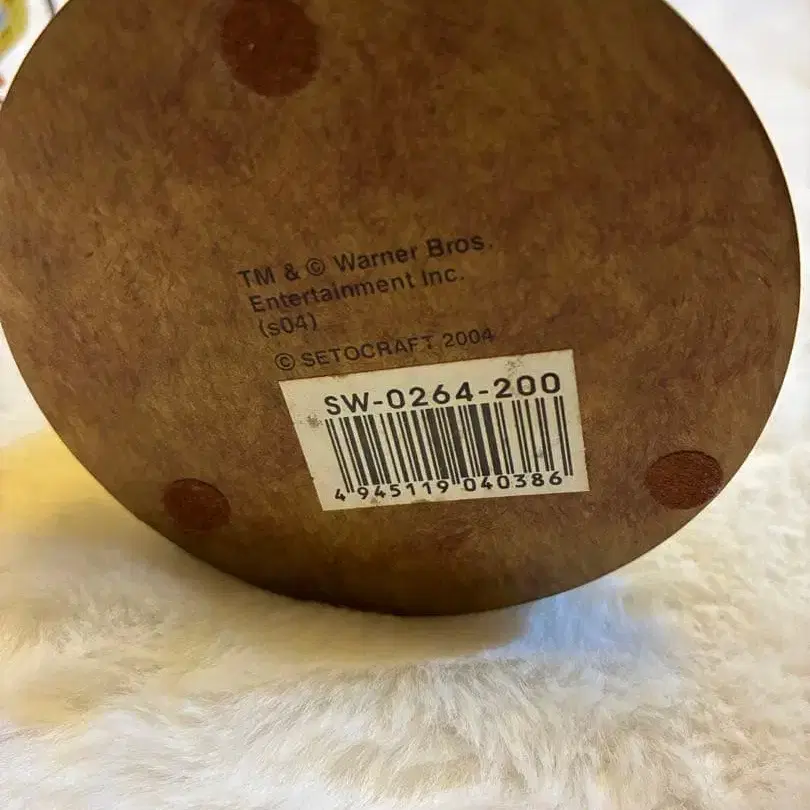 TM & © Warner Bros.
Entertainment Inc.
(s04)
© SETOCRAFT 2004
SW-0264-200
4 945119 040386